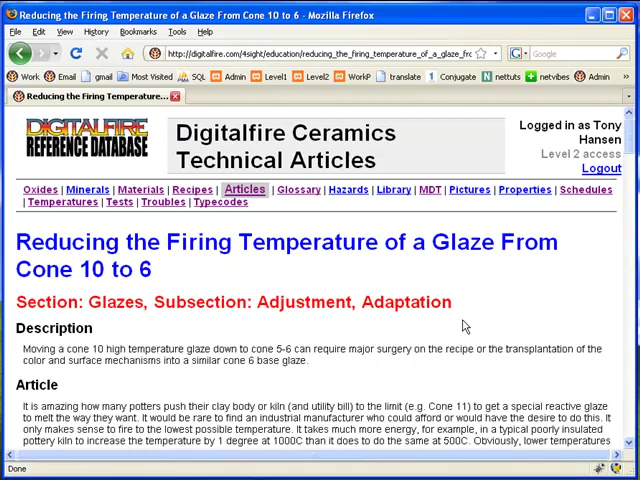 Reducing the Firing Temperature of a Glaze From Cone 10 to 6 - Mozilla Firefox
File Edit View History Bookmarks Tools Help
http://digitalfire.com/4sight/education/reducing_the_firing_temperature_of_a_glaze_frc
Google
Work Email gmail Most Visited SQL Admin Level1 Level2 WorkP translate Conjugate nettuts netvibes Admin
Reducing the Firing Temperature...
DIGITALFIRE
REFERENCE DATABASE
Digitalfire Ceramics
Technical Articles
Logged in as Tony
Hansen
Level 2 access
Logout
Oxides | Minerals | Materials | Recipes | Articles | Glossary | Hazards | Library | MDT | Pictures | Properties | Schedules
| Temperatures | Tests | Troubles | Typecodes
Reducing the Firing Temperature of a Glaze From
Cone 10 to 6
Section: Glazes, Subsection: Adjustment, Adaptation
Description
Moving a cone 10 high temperature glaze down to cone 5-6 can require major surgery on the recipe or the transplantation of the
color and surface mechanisms into a similar cone 6 base glaze.
Article
It is amazing how many potters push their clay body or kiln (and utility bill) to the limit (e.g. Cone 11) to get a special reactive glaze
to melt the way they want. It would be rare to find an industrial manufacturer who could afford or would have the desire to do this. It
only makes sense to fire to the lowest possible temperature. It takes much more energy, for example, in a typical poorly insulated
pottery kiln to increase the temperature by 1 degree at 1000C than it does to do the same at 500C. Obviously, lower temperatures
Done